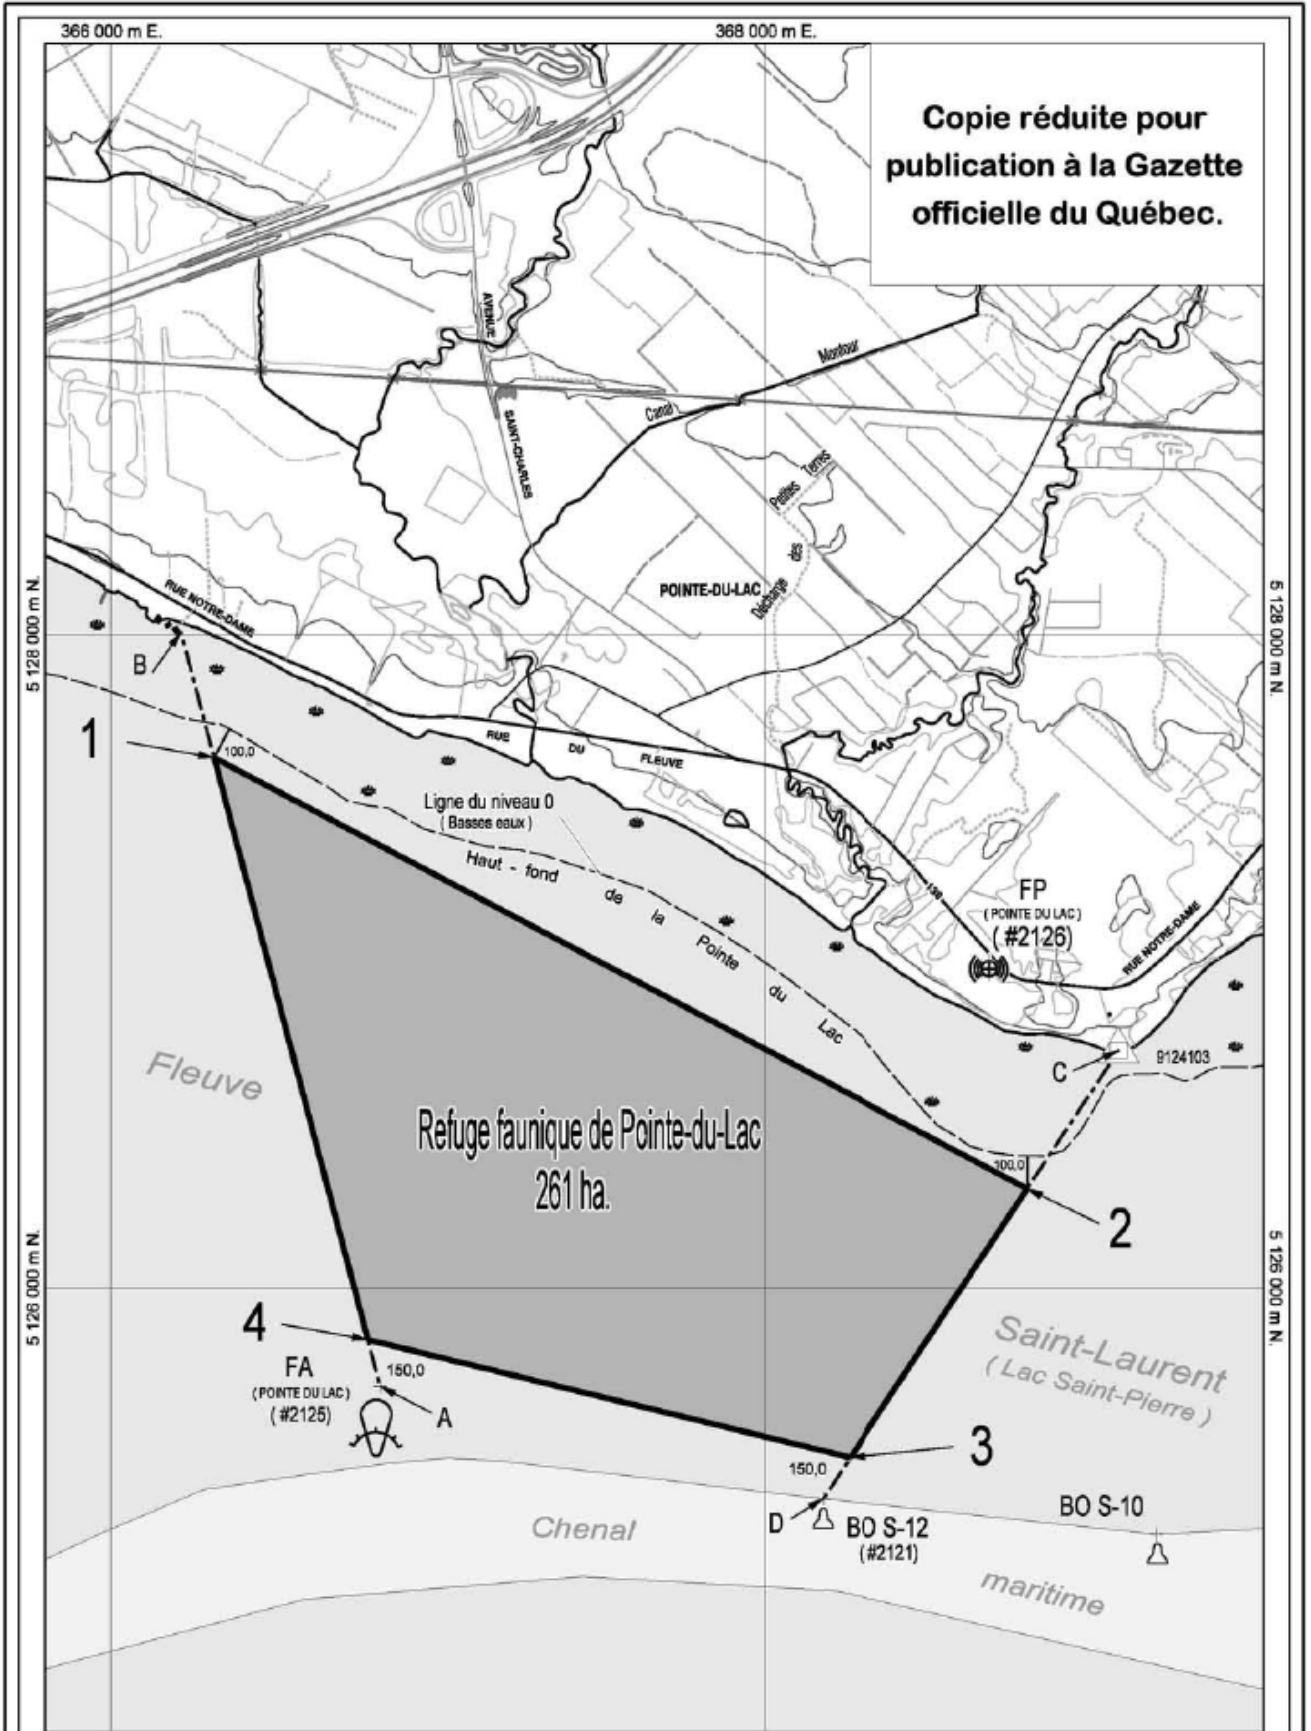 366 000 m E.
368 000 m E.
Copie réduite pour
publication à la Gazette
officielle du Québec.
AVENUE
SAINT-CHARLES
Canal
Montour
Décharge des Petites Terres
POINTE-DU-LAC
5 128 000 m N.
5 128 000 m N.
RUE NOTRE-DAME
B
1
100,0
RUE DU FLEUVE
Ligne du niveau 0
( Basses eaux )
Haut - fond de la Pointe du Lac
138
FP
( POINTE DU LAC )
( #2126)
RUE NOTRE-DAME
C
9124103
Fleuve
Refuge faunique de Pointe-du-Lac
261 ha.
100,0
2
5 126 000 m N.
5 126 000 m N.
4
FA
( POINTE DU LAC )
( #2125)
150,0
A
Saint-Laurent
( Lac Saint-Pierre )
3
150,0
D
BO S-12
( #2121)
BO S-10
Chenal
maritime